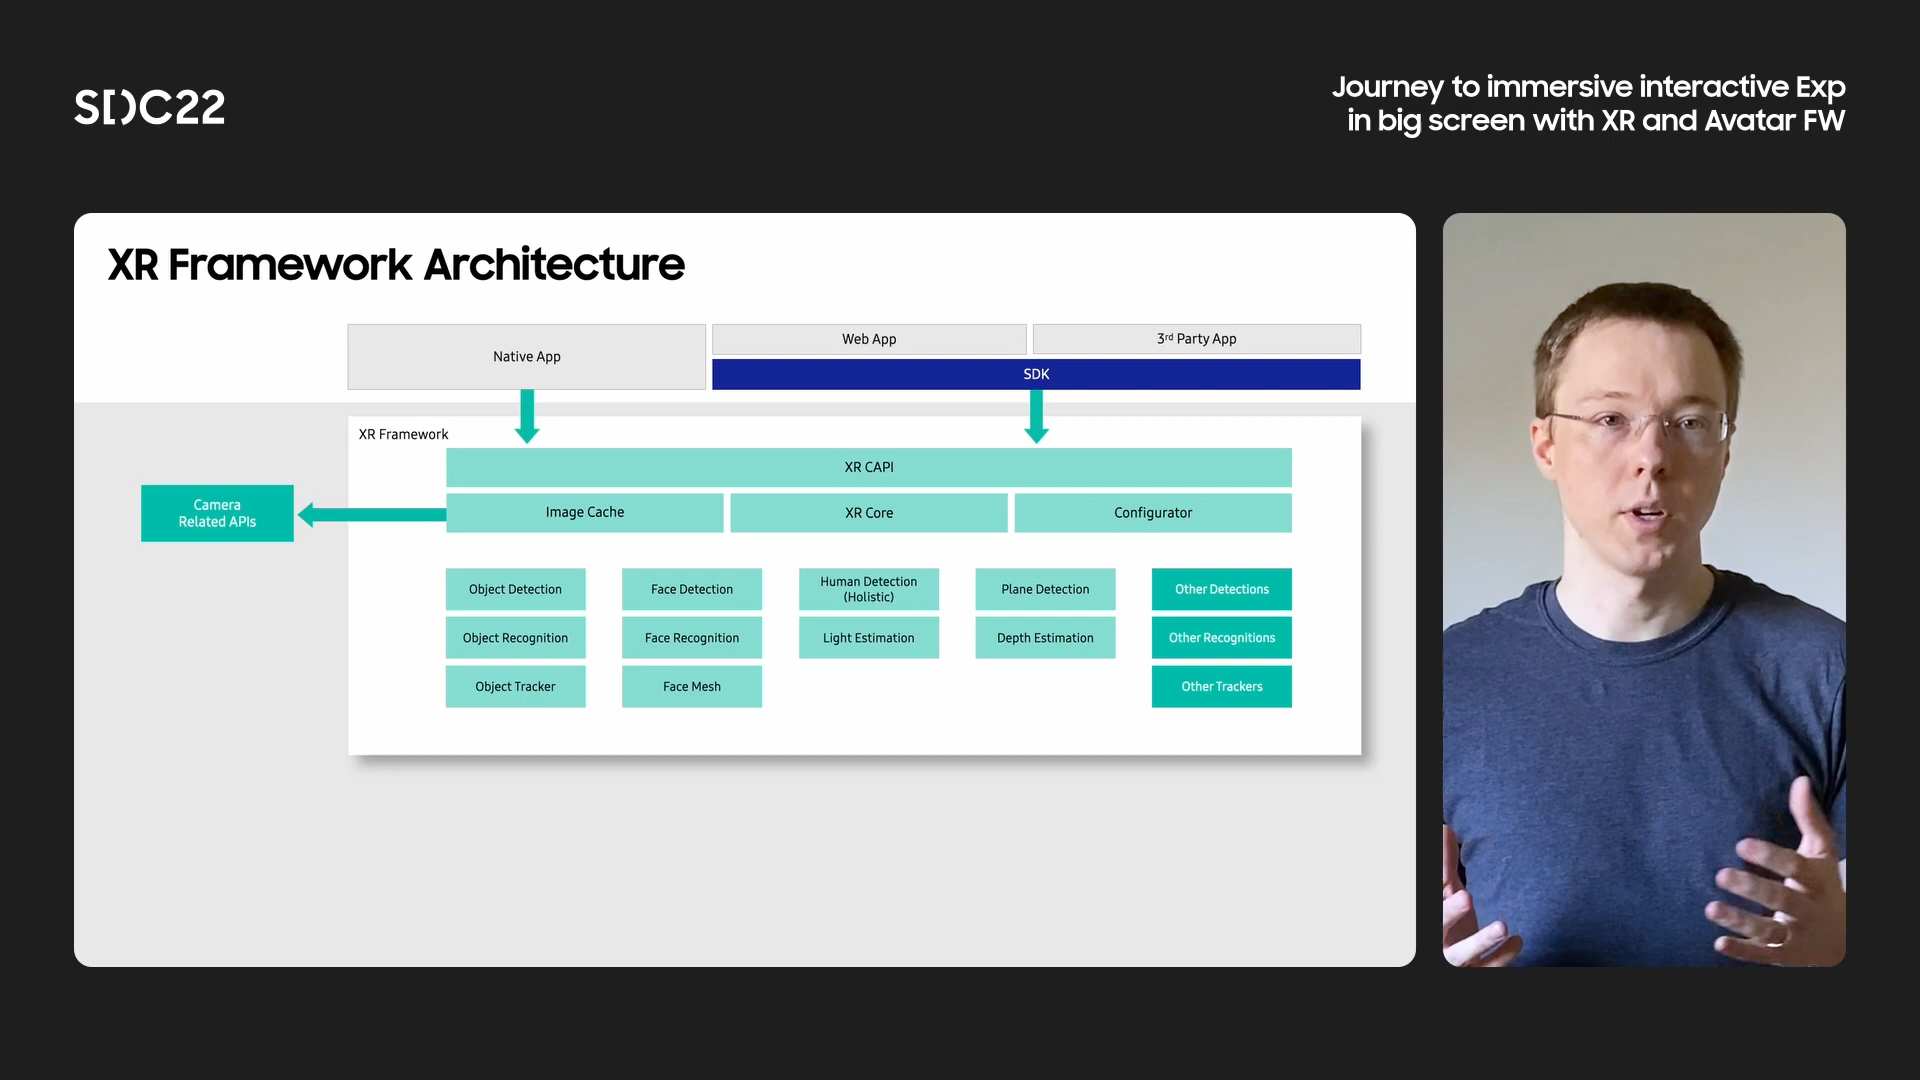 SDC22
Journey to immersive interactive Exp
in big screen with XR and Avatar FW
XR Framework Architecture
Native App
Web App
3rd Party App
SDK
XR Framework
XR CAPI
Camera
Related APIs
Image Cache
XR Core
Configurator
Object Detection
Face Detection
Human Detection
(Holistic)
Plane Detection
Other Detections
Object Recognition
Face Recognition
Light Estimation
Depth Estimation
Other Recognitions
Object Tracker
Face Mesh
Other Trackers